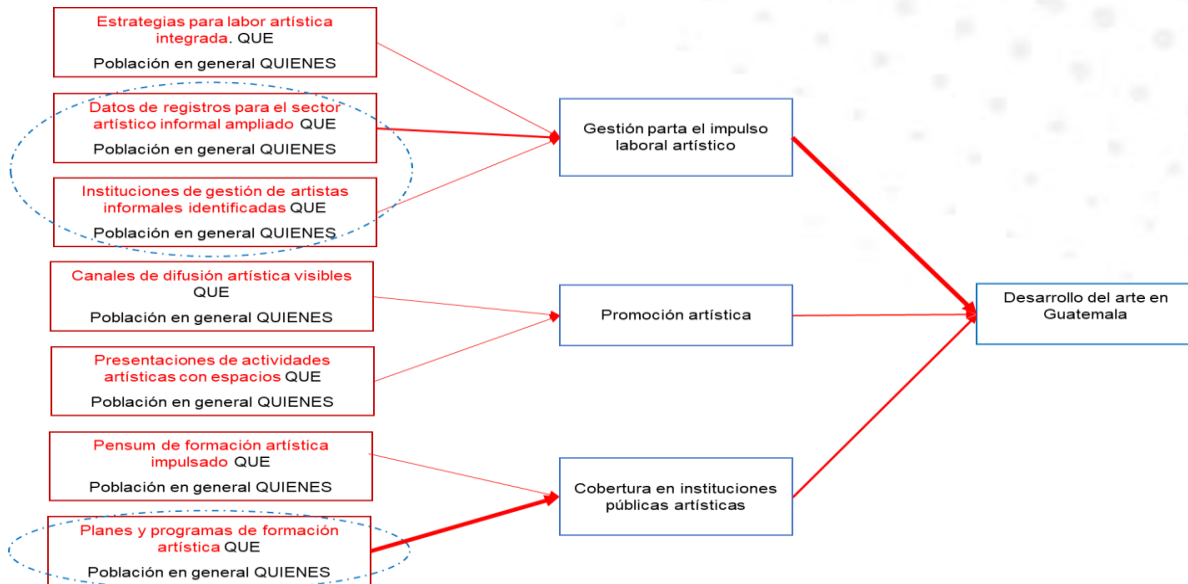 Estrategias para labor artística
integrada. QUE
Población en general QUIENES
Datos de registros para el sector
artístico informal ampliado QUE
Población en general QUIENES
Instituciones de gestión de artistas
informales identificadas QUE
Población en general QUIENES
Canales de difusión artística visibles
QUE
Población en general QUIENES
Presentaciones de actividades
artísticas con espacios QUE
Población en general QUIENES
Pensum de formación artística
impulsado QUE
Población en general QUIENES
Planes y programas de formación
artística QUE
Población en general QUIENES
Gestión parta el impulso
laboral artístico
Promoción artística
Cobertura en instituciones
públicas artísticas
Desarrollo del arte en
Guatemala